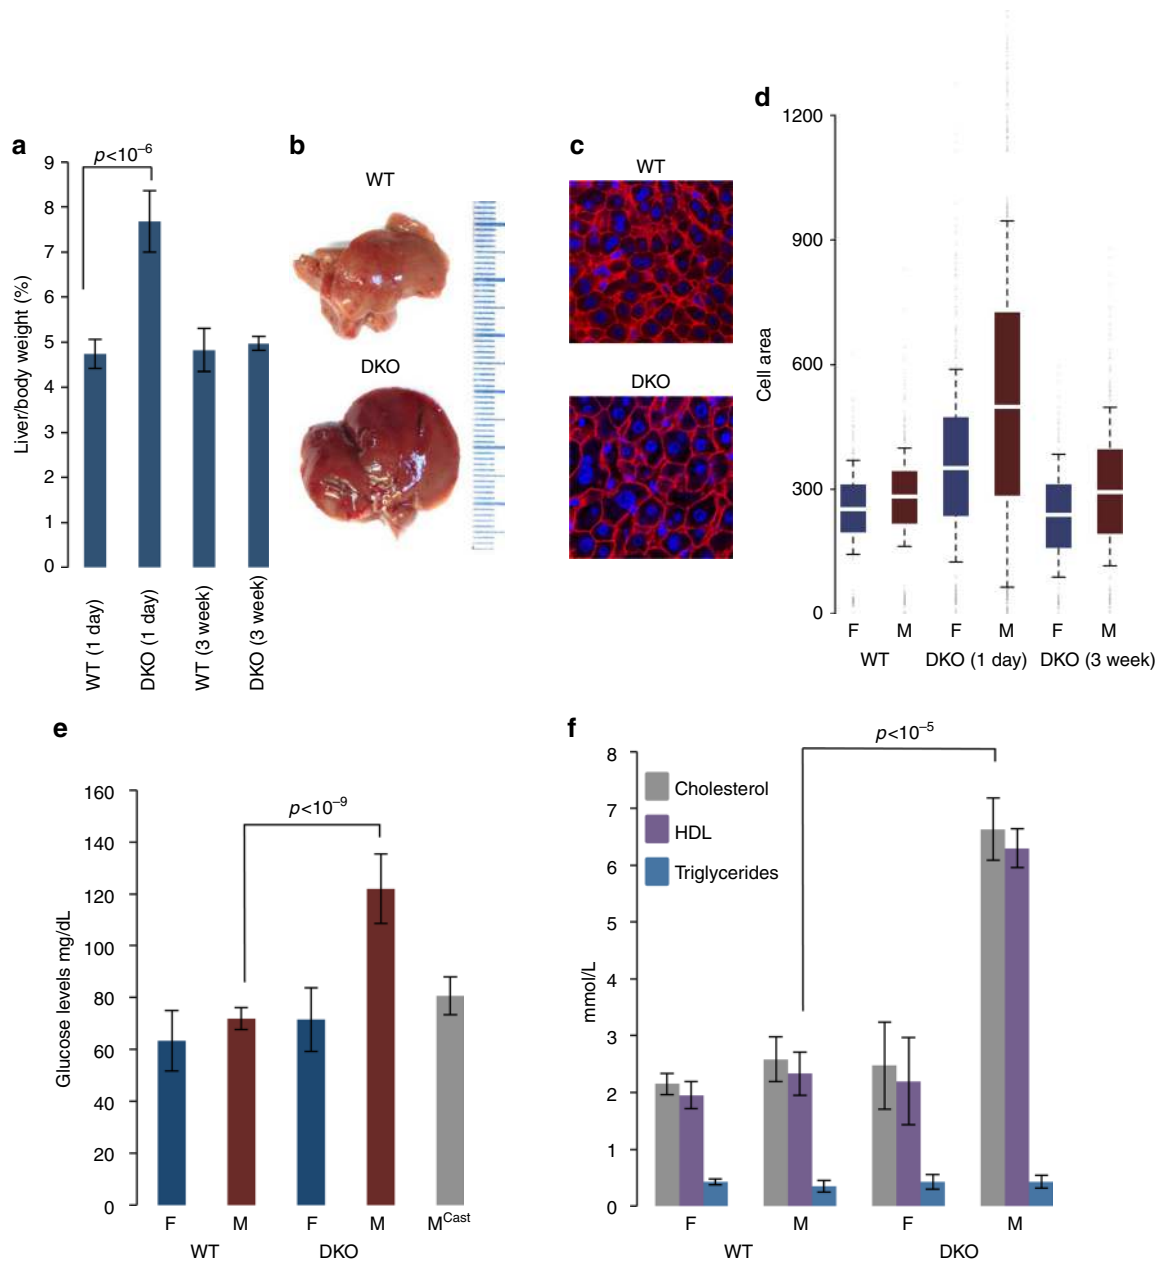 a
p<10–6
Liver/body weight (%)
9
8
7
6
5
4
3
2
1
0
WT (1 day)
DKO (1 day)
WT (3 week)
DKO (3 week)
b
WT
DKO
c
WT
DKO
d
Cell area
1200
900
600
300
0
F M F M F M
WT DKO (1 day) DKO (3 week)
e
p<10–9
Glucose levels mg/dL
160
140
120
100
80
60
40
20
0
F M F M MCast
WT DKO
f
p<10–5
mmol/L
8
7
6
5
4
3
2
1
0
Cholesterol
HDL
Triglycerides
F M F M
WT DKO